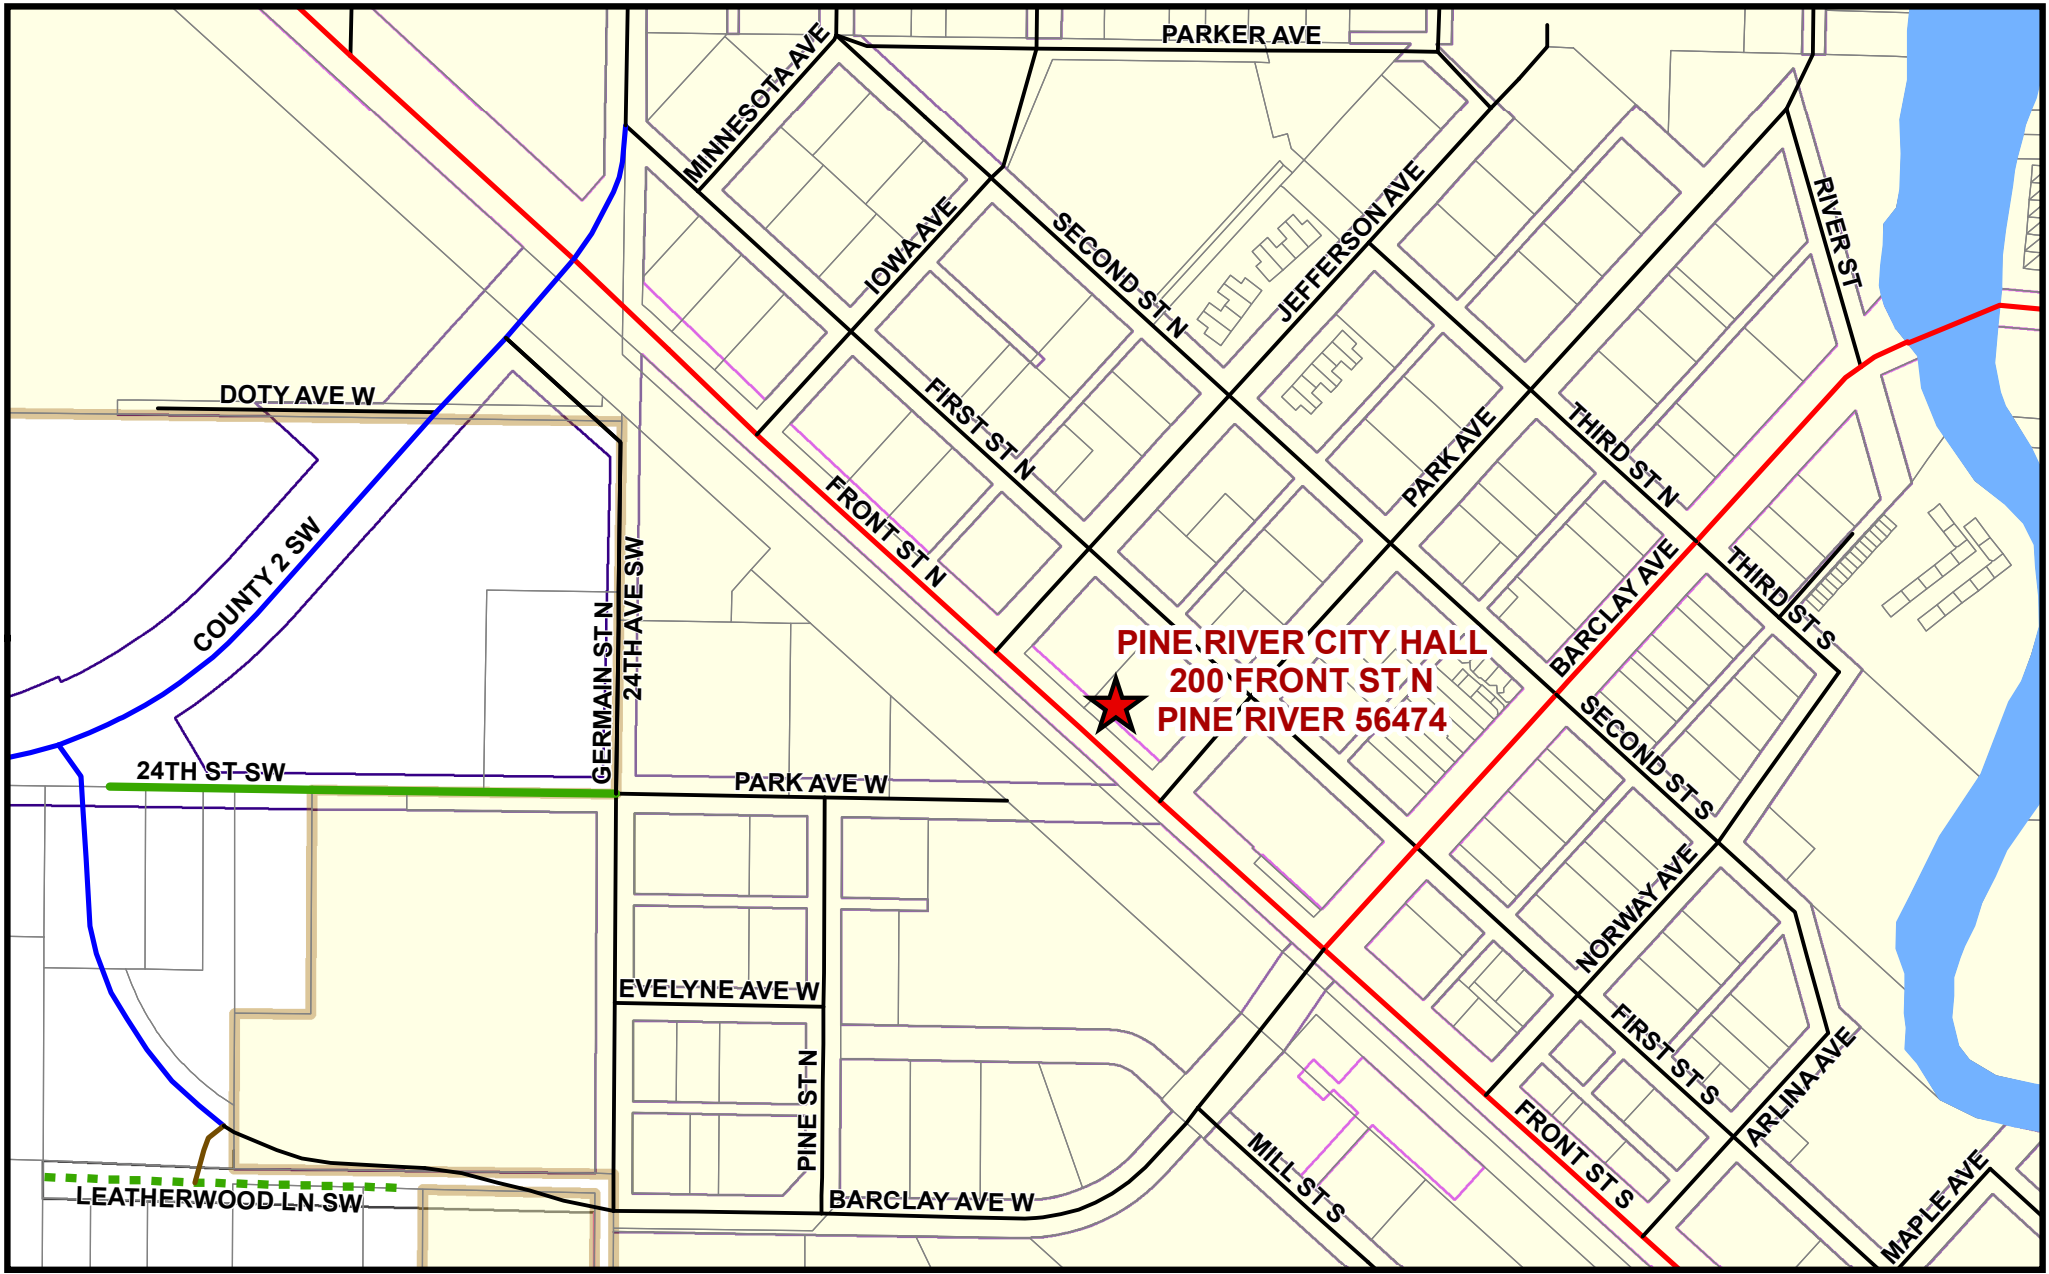 PARKER AVE
MINNESOTA AVE
IOWA AVE
SECOND ST N
JEFFERSON AVE
RIVER ST
DOTY AVE W
FIRST ST N
THIRD ST N
PARK AVE
FRONT ST N
COUNTY 2 SW
24TH AVE SW
GERMAIN ST N
BARCLAY AVE
THIRD ST S
PINE RIVER CITY HALL
200 FRONT ST N
PINE RIVER 56474
SECOND ST S
24TH ST SW
PARK AVE W
NORWAY AVE
EVELYNE AVE W
PINE ST N
FIRST ST S
ARLINA AVE
FRONT ST S
MILL ST S
MAPLE AVE
LEATHERWOOD LN SW
BARCLAY AVE W